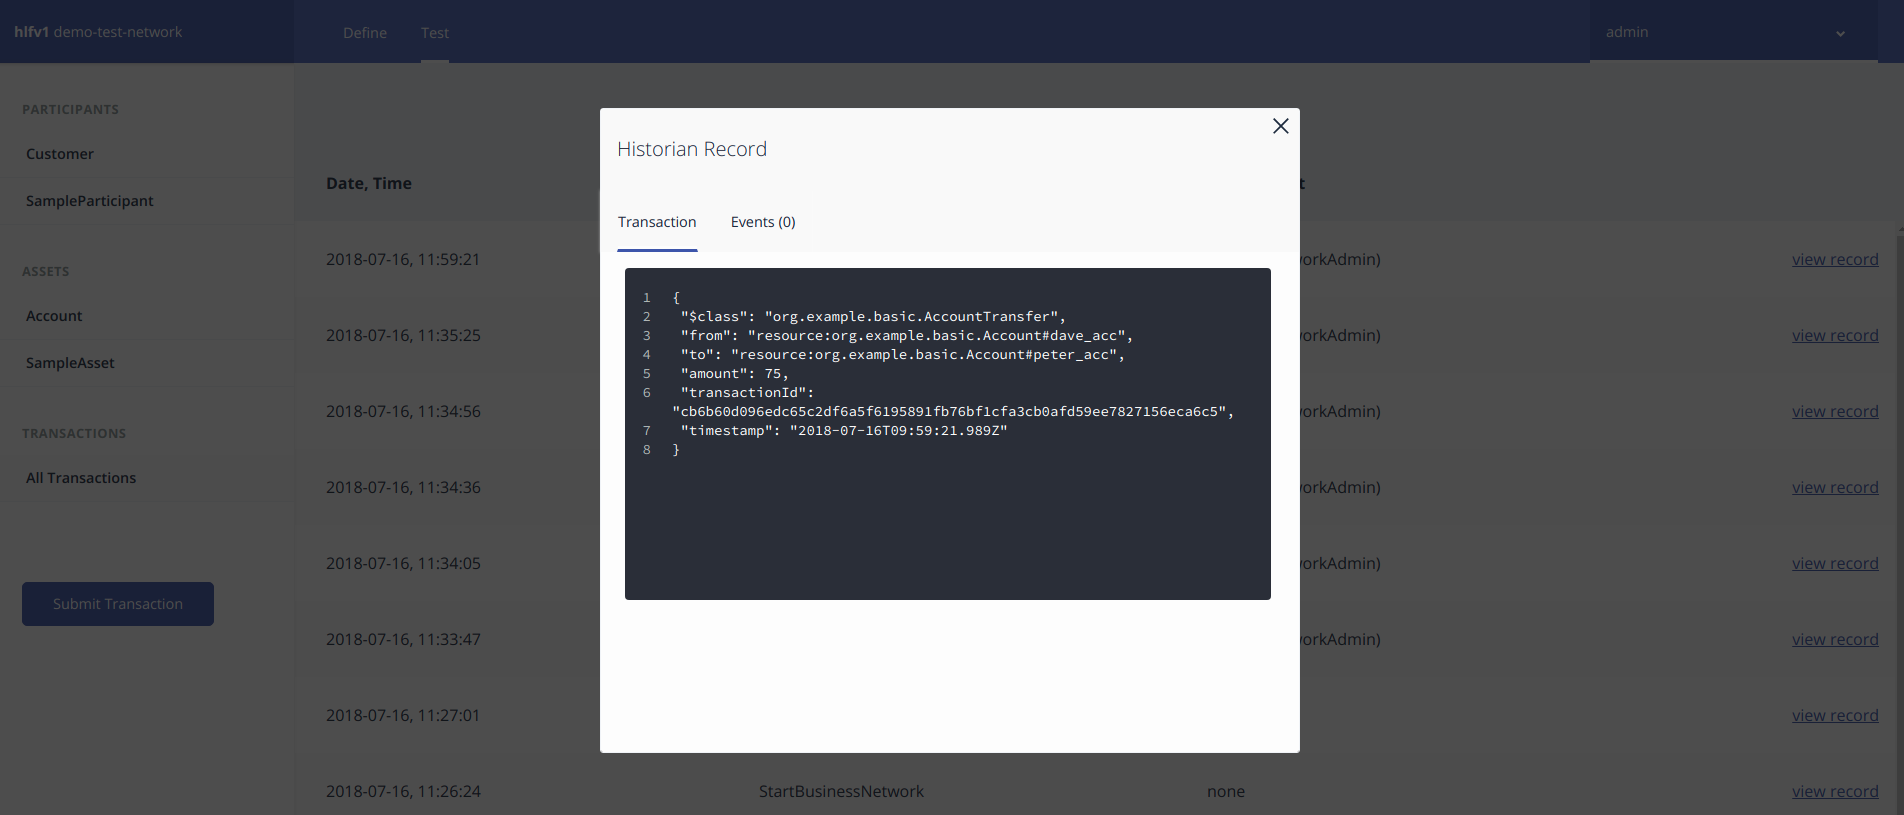 hlfv1 demo-test-network
Define
Test
admin
PARTICIPANTS
Customer
SampleParticipant
ASSETS
Account
SampleAsset
TRANSACTIONS
All Transactions
Submit Transaction
Date, Time
2018-07-16, 11:59:21
view record
2018-07-16, 11:35:25
view record
2018-07-16, 11:34:56
workAdmin)
view record
2018-07-16, 11:34:36
view record
2018-07-16, 11:34:05
view record
2018-07-16, 11:33:47
view record
2018-07-16, 11:27:01
view record
2018-07-16, 11:26:24
StartBusinessNetwork
none
view record
Historian Record
Transaction
Events (0)
1 {
2 "$class": "org.example.basic.AccountTransfer",
3 "from": "resource:org.example.basic.Account#dave_acc",
4 "to": "resource:org.example.basic.Account#peter_acc",
5 "amount": 75,
6 "transactionId":
"cb6b60d096edc65c2df6a5f6195891fb76bf1cfa3cb0afd59ee7827156eca6c5",
7 "timestamp": "2018-07-16T09:59:21.989Z"
8 }